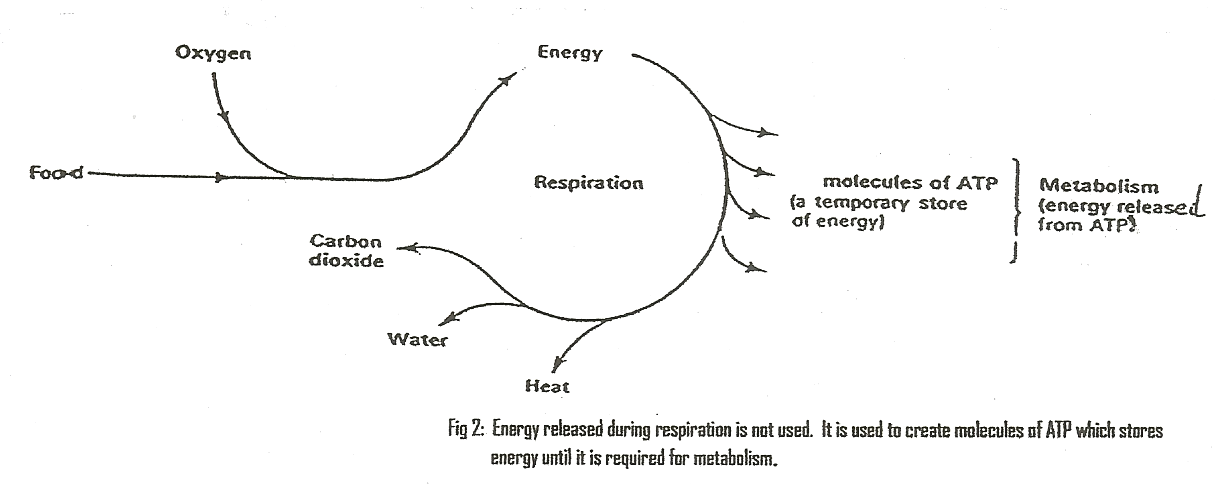 Oxygen
Energy
Food
Respiration
molecules of ATP
(a temporary store
of energy)
Metabolism
(energy released
from ATP)
Carbon
dioxide
Water
Heat
Fig 2: Energy released during respiration is not used. It is used to create molecules of ATP which stores
energy until it is required for metabolism.